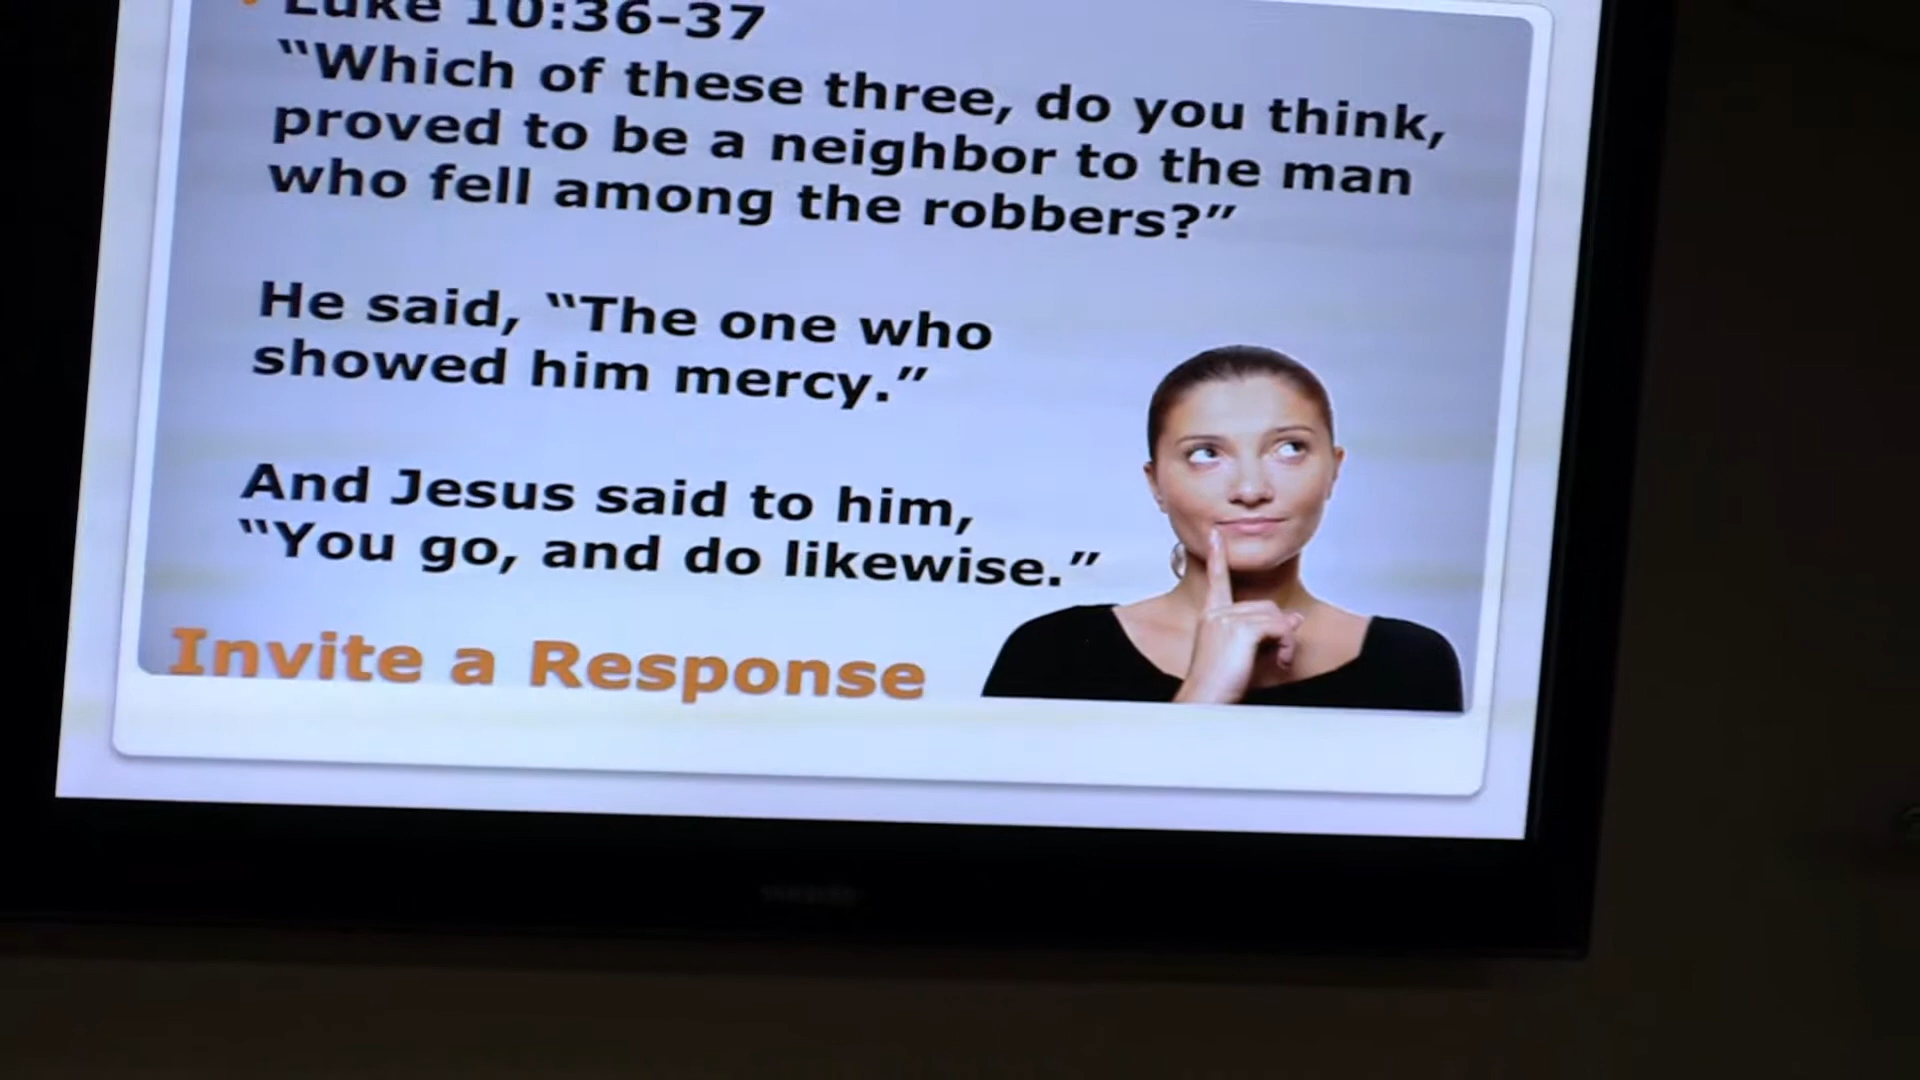 Luke 10:36-37
“Which of these three, do you think,
proved to be a neighbor to the man
who fell among the robbers?”
He said, “The one who
showed him mercy.”
And Jesus said to him,
“You go, and do likewise.”
Invite a Response